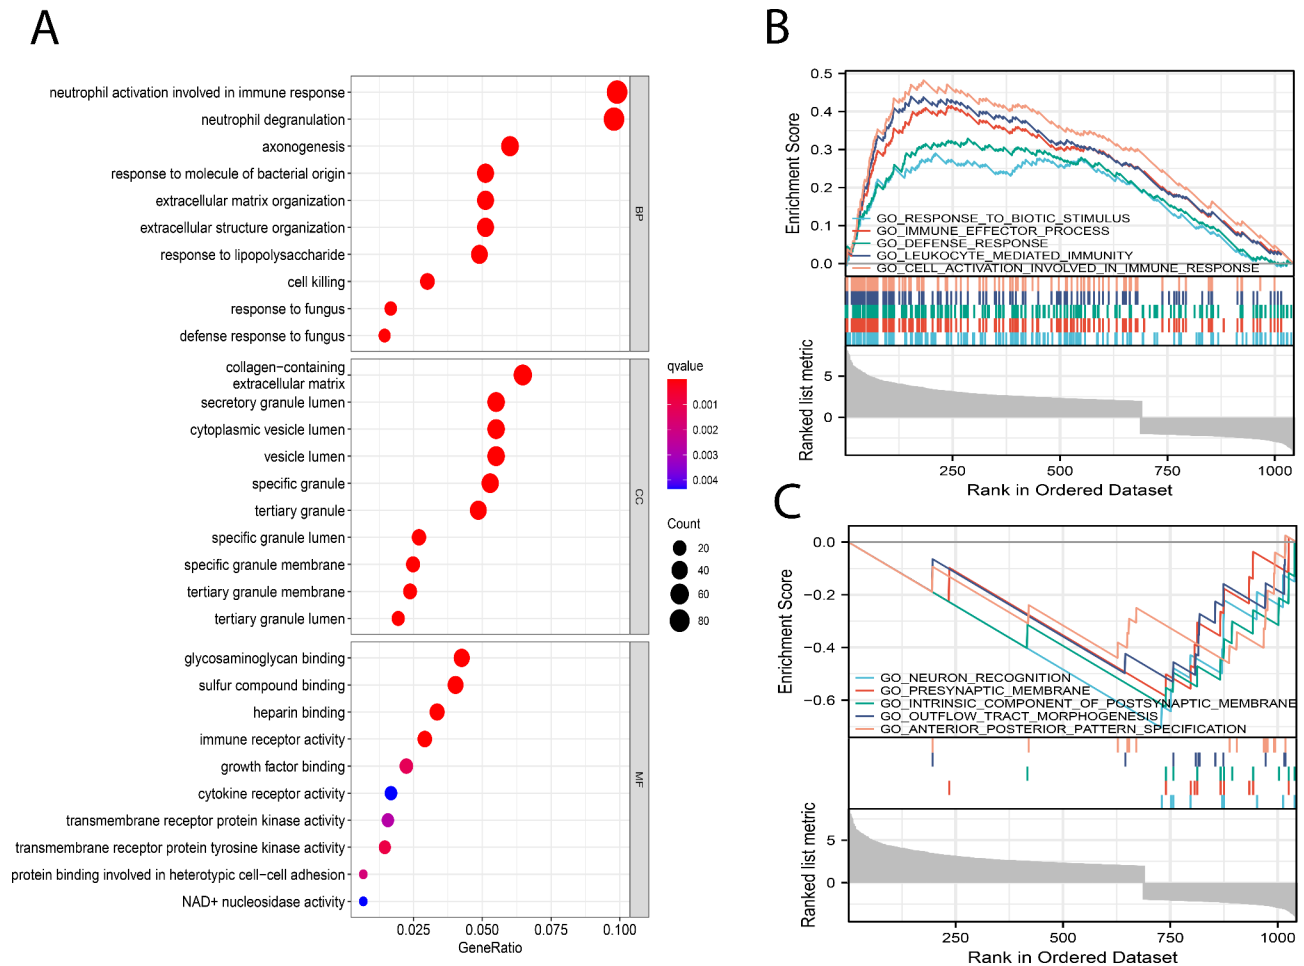 A
neutrophil activation involved in immune response
neutrophil degranulation
axonogenesis
response to molecule of bacterial origin
extracellular matrix organization
extracellular structure organization
response to lipopolysaccharide
cell killing
response to fungus
defense response to fungus
BP
collagen−containing
extracellular matrix
secretory granule lumen
cytoplasmic vesicle lumen
vesicle lumen
specific granule
tertiary granule
specific granule lumen
specific granule membrane
tertiary granule membrane
tertiary granule lumen
CC
glycosaminoglycan binding
sulfur compound binding
heparin binding
immune receptor activity
growth factor binding
cytokine receptor activity
transmembrane receptor protein kinase activity
transmembrane receptor protein tyrosine kinase activity
protein binding involved in heterotypic cell−cell adhesion
NAD+ nucleosidase activity
MF
0.025
0.050
0.075
0.100
GeneRatio
qvalue
0.001
0.002
0.003
0.004
Count
20
40
60
80
B
0.5
0.4
0.3
0.2
0.1
0.0
Enrichment Score
GO_RESPONSE_TO_BIOTIC_STIMULUS
GO_IMMUNE_EFFECTOR_PROCESS
GO_DEFENSE_RESPONSE
GO_LEUKOCYTE_MEDIATED_IMMUNITY
GO_CELL_ACTIVATION_INVOLVED_IN_IMMUNE_RESPONSE
5
0
Ranked list metric
250
500
750
1000
Rank in Ordered Dataset
C
0.0
−0.2
−0.4
−0.6
Enrichment Score
GO_NEURON_RECOGNITION
GO_PRESYNAPTIC_MEMBRANE
GO_INTRINSIC_COMPONENT_OF_POSTSYNAPTIC_MEMBRANE
GO_OUTFLOW_TRACT_MORPHOGENESIS
GO_ANTERIOR_POSTERIOR_PATTERN_SPECIFICATION
5
0
Ranked list metric
250
500
750
1000
Rank in Ordered Dataset